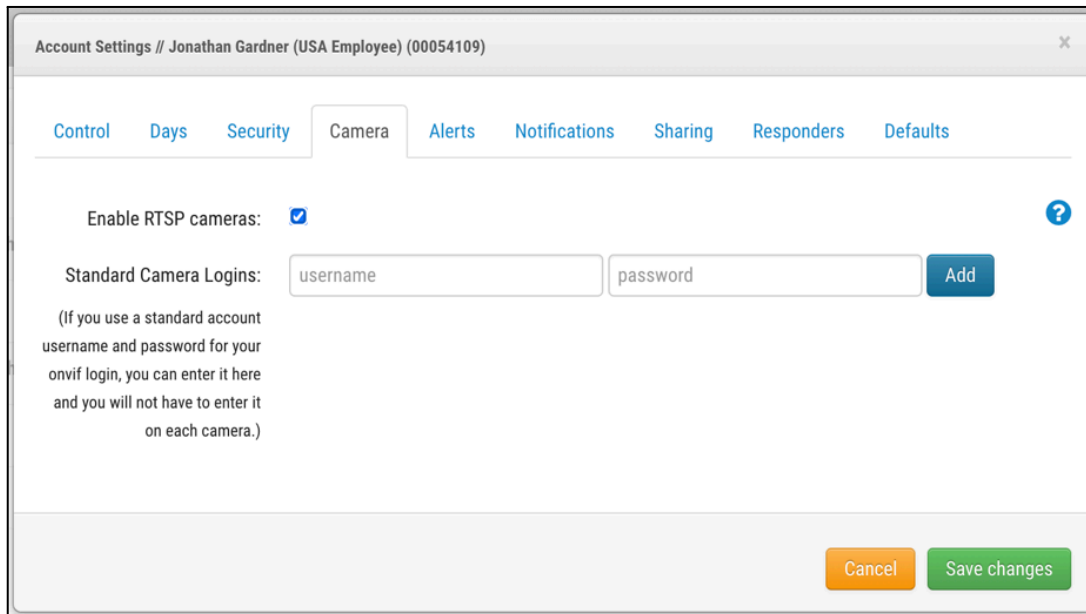 Account Settings // Jonathan Gardner (USA Employee) (00054109) ×
Control Days Security Camera Alerts Notifications Sharing Responders Defaults
Enable RTSP cameras: ?
Standard Camera Logins: username password Add
(If you use a standard account
username and password for your
onvif login, you can enter it here
and you will not have to enter it
on each camera.)
Cancel Save changes